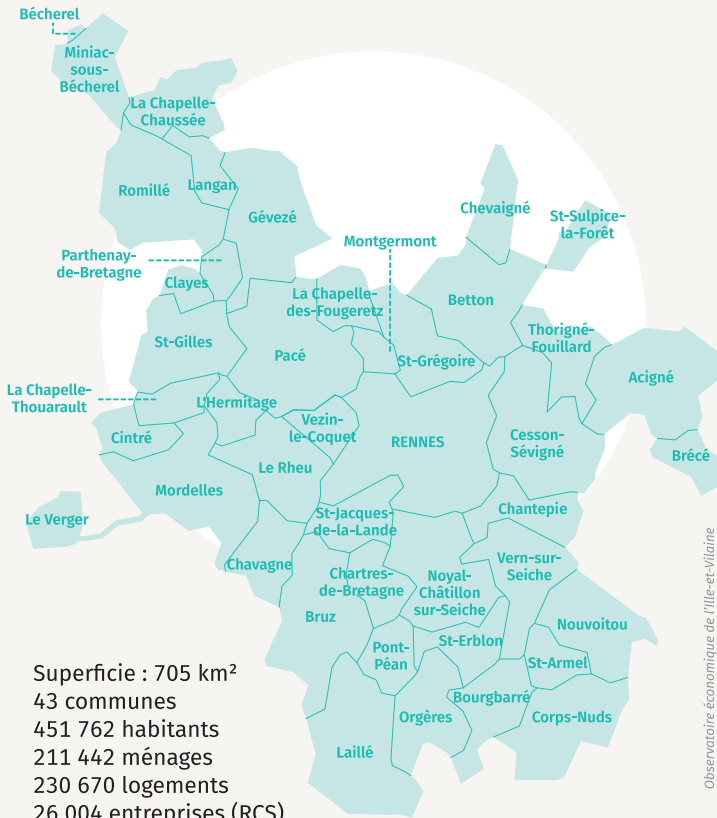 Bécherel
Miniac-
sous-
Bécherel
La Chapelle-
Chaussée
Romillé
Langan
Gévezé
Chevaigné
St-Sulpice-
la-Forêt
Montgermont
Parthenay-
de-Bretagne
Clayes
La Chapelle-
des-Fougeretz
Betton
Thorigné-
Fouillard
St-Gilles
Pacé
St-Grégoire
Acigné
La Chapelle-
Thouarault
L'Hermitage
Vezin-
le-Coquet
Cintré
RENNES
Cesson-
Sévigné
Brécé
Le Rheu
Mordelles
Le Verger
St-Jacques-
de-la-Lande
Chantepie
Chavagne
Vern-sur-
Seiche
Chartres-
de-Bretagne
Noyal-
Châtillon
sur-Seiche
Bruz
Nouvoitou
St-Erblon
Pont-
Péan
St-Armel
Bourgbarré
Orgères
Corps-Nuds
Laillé
Superficie : 705 km²
43 communes
451 762 habitants
211 442 ménages
230 670 logements
26 004 entreprises (RCS)
Observatoire économique de l'Ille-et-Vilaine